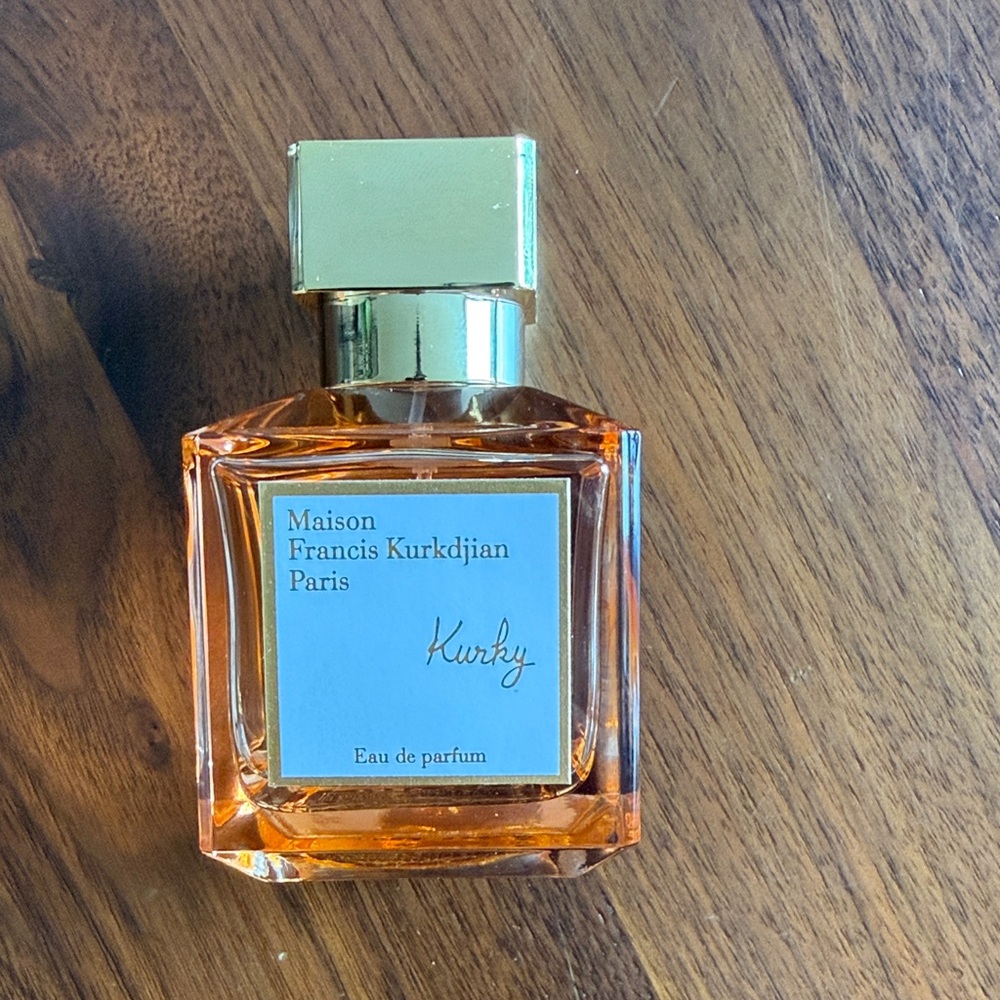 Maison
Francis Kurkdjian
Paris
Kurky
Eau de parfum